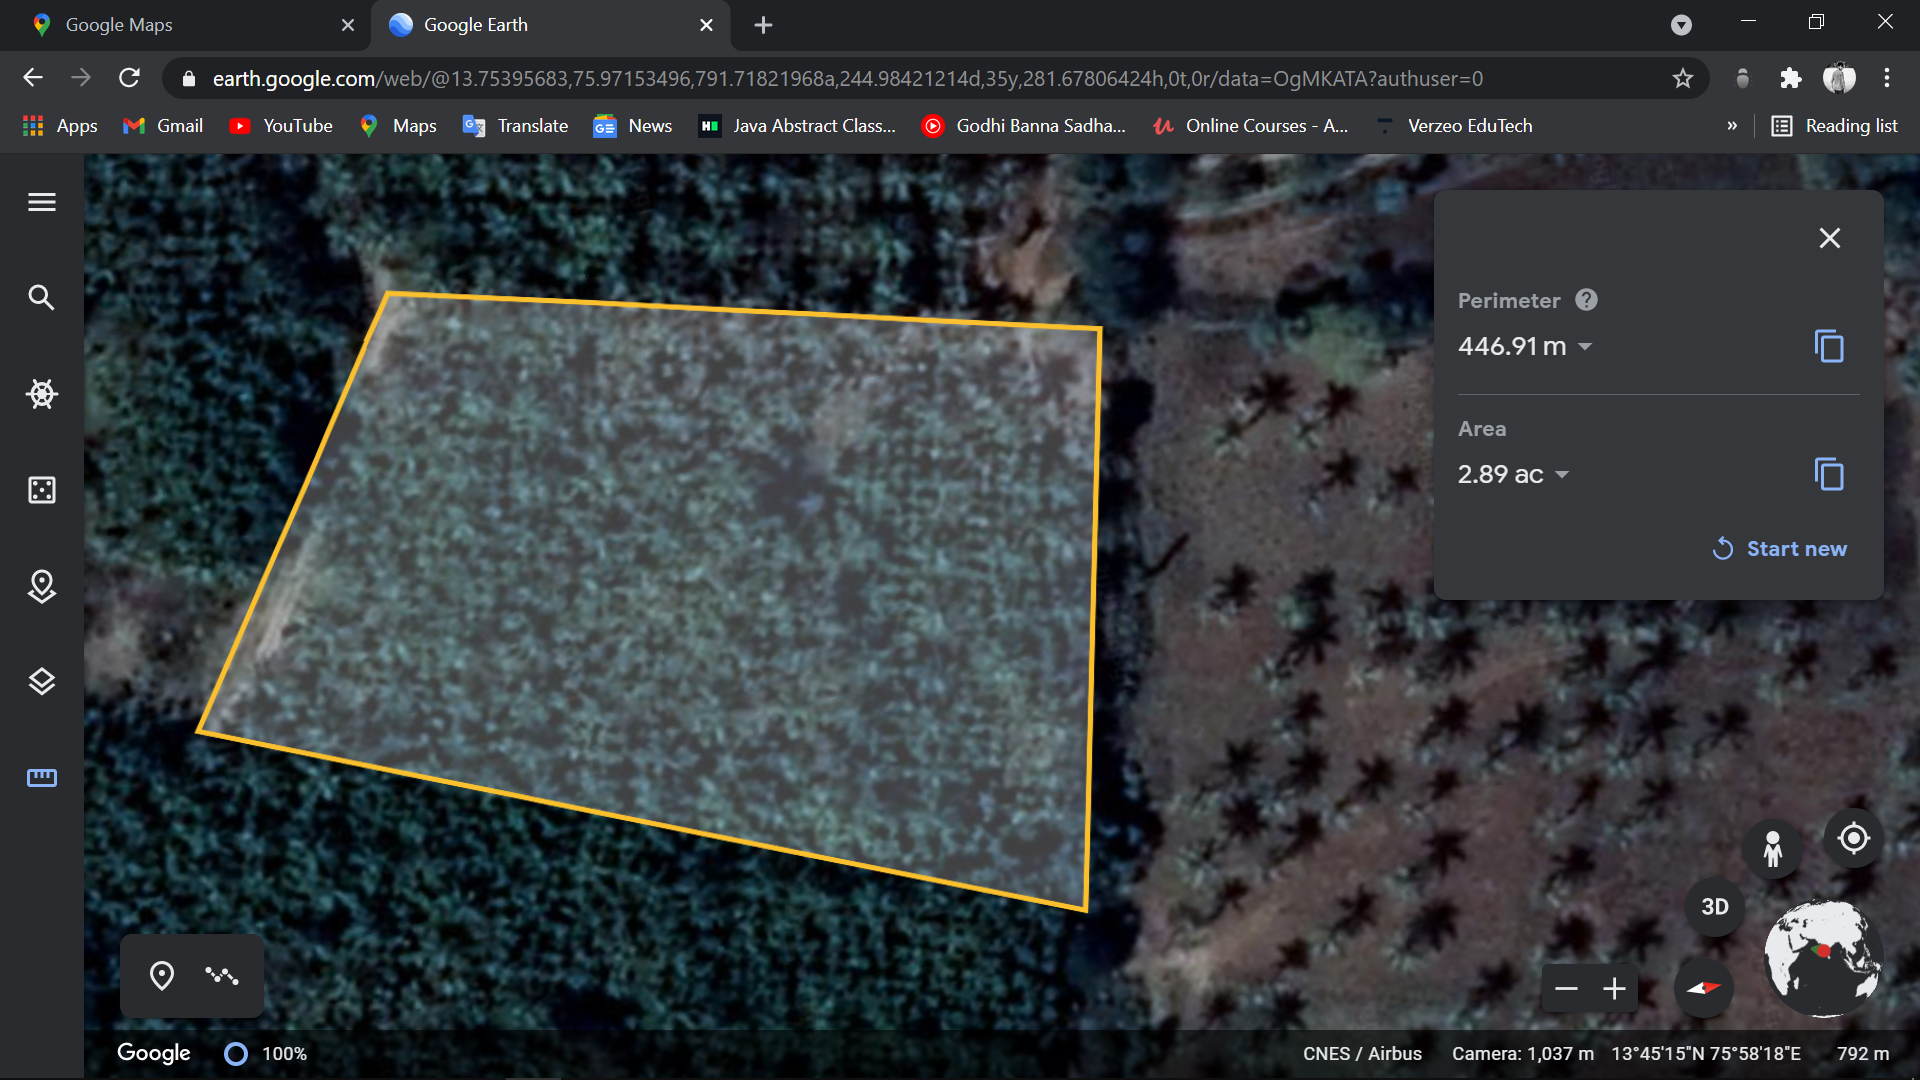 Google Maps
Google Earth
earth.google.com/web/@13.75395683,75.97153496,791.71821968a,244.98421214d,35y,281.67806424h,0t,0r/data=OgMKATA?authuser=0
Apps Gmail YouTube Maps Translate News Java Abstract Class... Godhi Banna Sadha... Online Courses - A... Verzeo EduTech » Reading list
Perimeter ?
446.91 m
Area
2.89 ac
Start new
3D
Google 100% CNES / Airbus Camera: 1,037 m 13°45'15"N 75°58'18"E 792 m